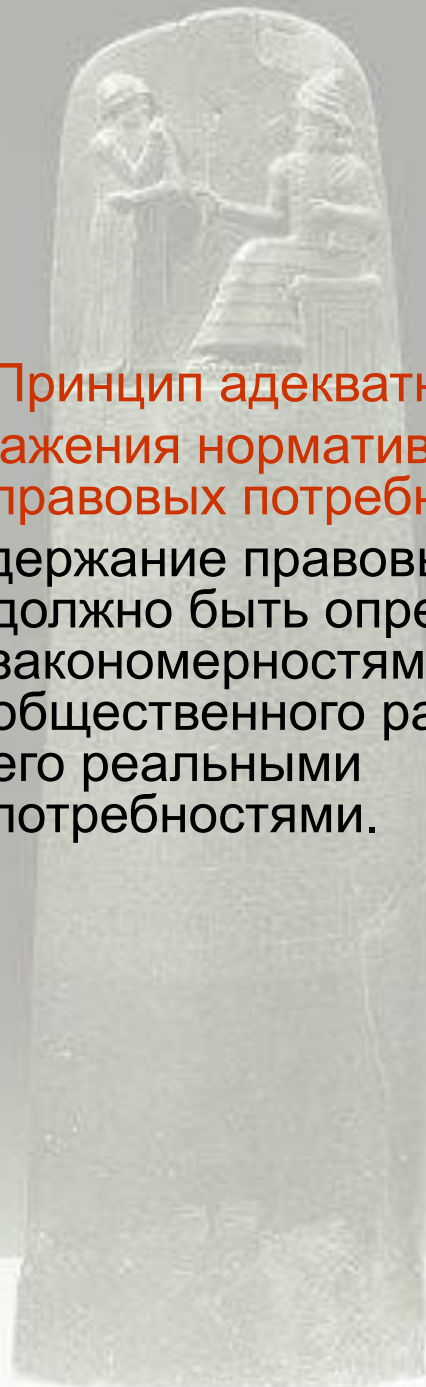 Принцип адекватн
ажения норматив
правовых потребн
держание правовы
должно быть опре
закономерностям
общественного ра
его реальными
потребностями.